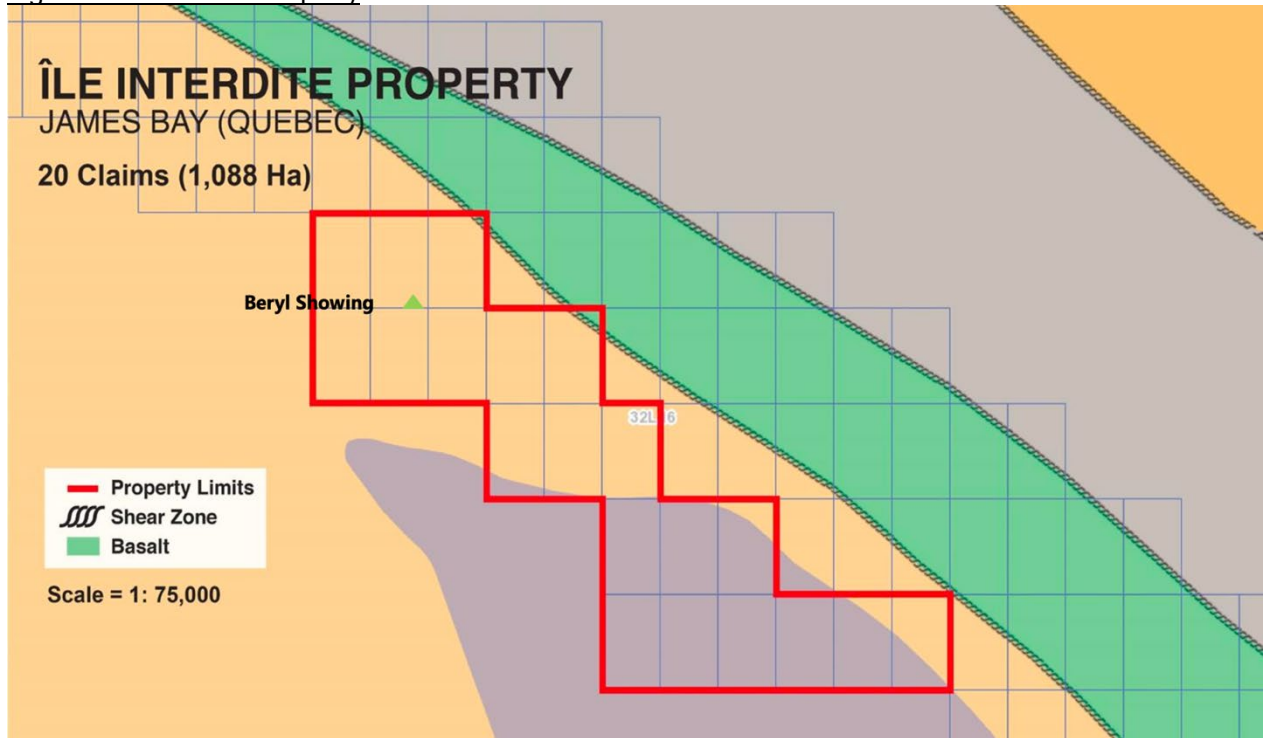 ÎLE INTERDITE PROPERTY
JAMES BAY (QUEBEC)
20 Claims (1,088 Ha)
Beryl Showing
Property Limits
Shear Zone
Basalt
Scale = 1: 75,000